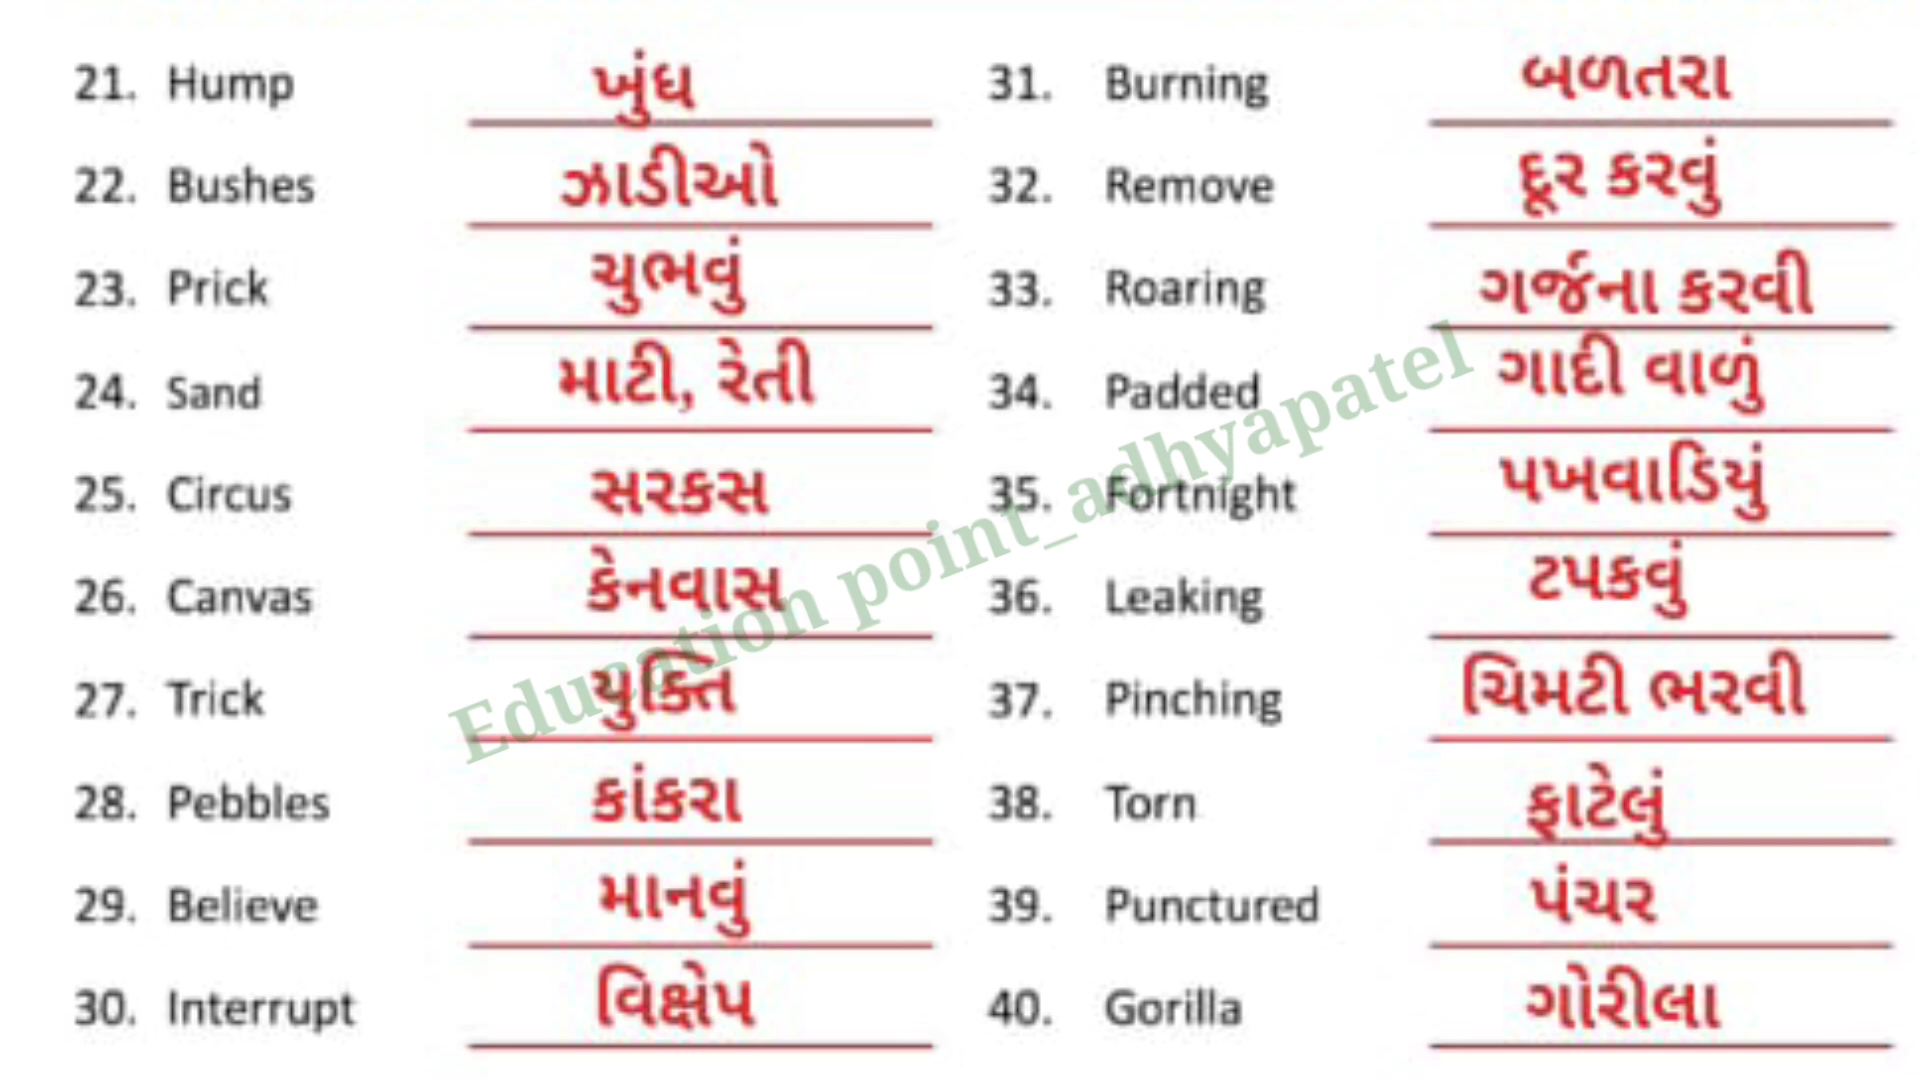 21. Hump ખુંધ
22. Bushes ઝાડીઓ
23. Prick ચુભવું
24. Sand માટી, રેતી
25. Circus સરકસ
26. Canvas કેનવાસ
27. Trick યુક્તિ
28. Pebbles કાંકરા
29. Believe માનવું
30. Interrupt વિક્ષેપ
31. Burning બળતરા
32. Remove દૂર કરવું
33. Roaring ગર્જના કરવી
34. Padded ગાદી વાળું
35. Fortnight પખવાડિયું
36. Leaking ટપકવું
37. Pinching ચિમટી ભરવી
38. Torn ફાટેલું
39. Punctured પંચર
40. Gorilla ગોરીલા
Education point_adhyapatel